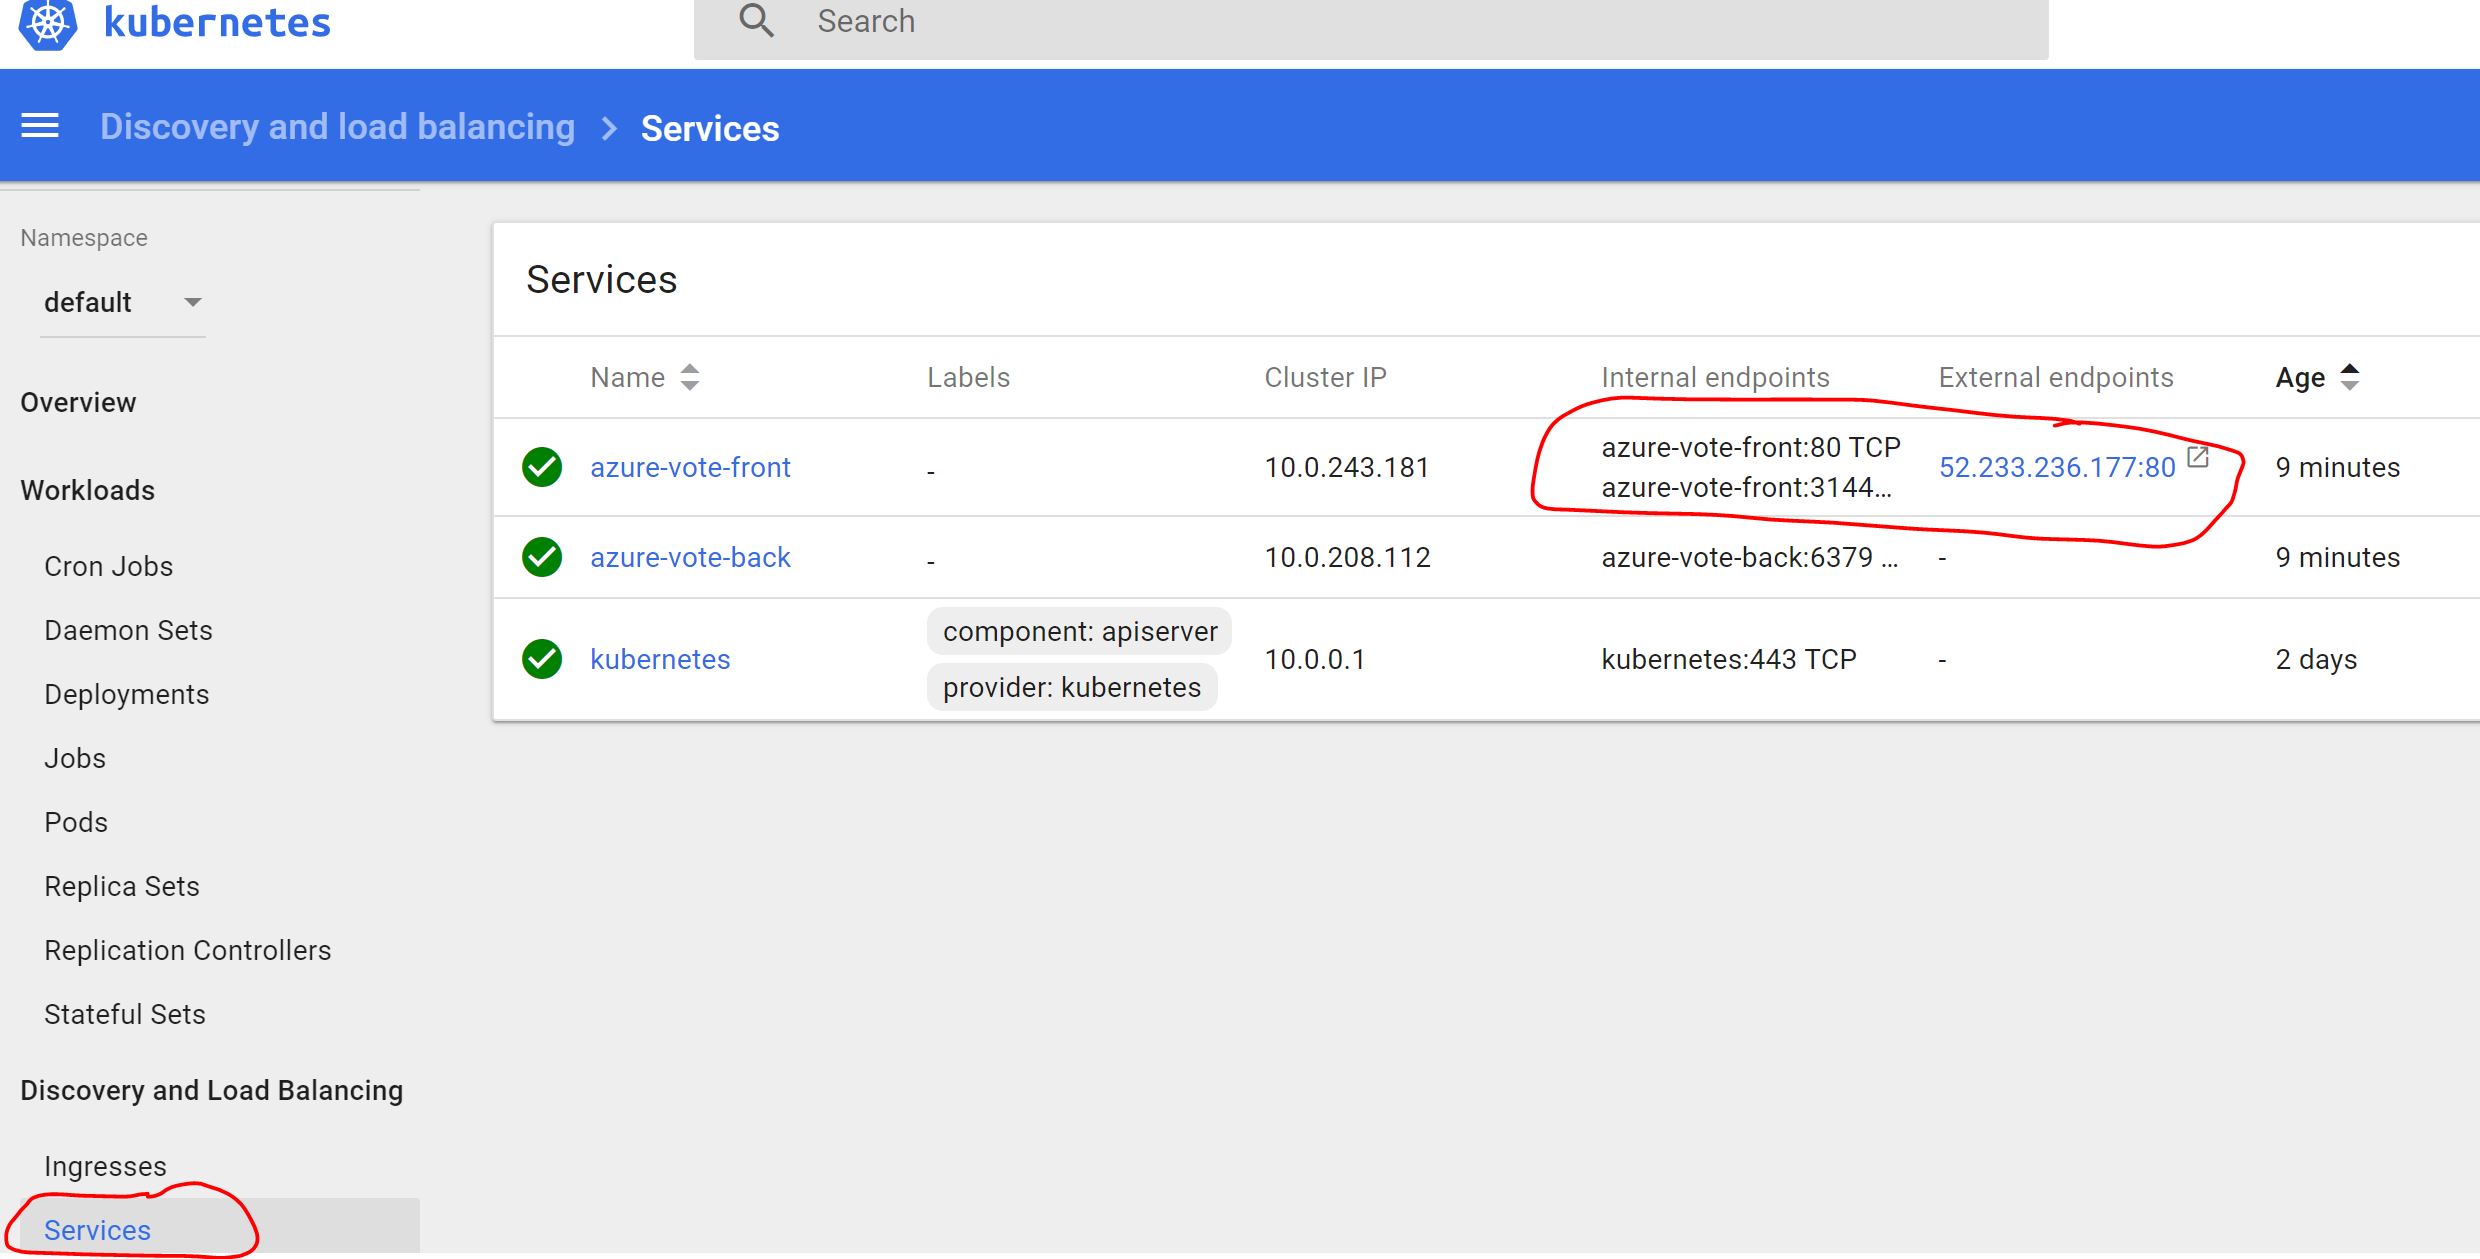 kubernetes
Search
Discovery and load balancing
Services
Namespace
default
Overview
Workloads
Cron Jobs
Daemon Sets
Deployments
Jobs
Pods
Replica Sets
Replication Controllers
Stateful Sets
Discovery and Load Balancing
Ingresses
Services
Services
Name Labels Cluster IP Internal endpoints External endpoints Age
azure-vote-front - 10.0.243.181 azure-vote-front:80 TCP 52.233.236.177:80 9 minutes
azure-vote-front:3144...
azure-vote-back - 10.0.208.112 azure-vote-back:6379 ... - 9 minutes
component: apiserver
kubernetes 10.0.0.1 kubernetes:443 TCP - 2 days
provider: kubernetes